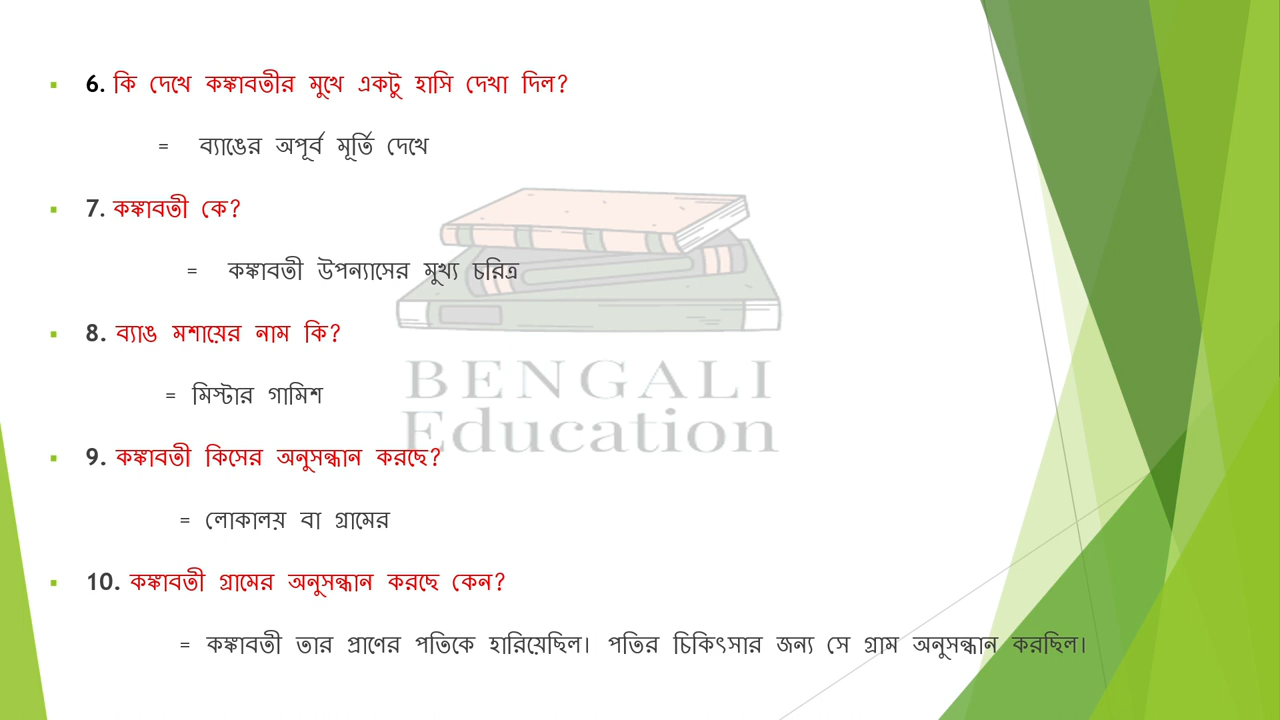 6. কি দেখে কঙ্কাবতীর মুখে একটু হাসি দেখা দিল?
= ব্যাঙের অপূর্ব মূর্তি দেখে
7. কঙ্কাবতী কে?
= কঙ্কাবতী উপন্যাসের মুখ্য চরিত্র
8. ব্যাঙ মশায়ের নাম কি?
= মিস্টার গামিশ
BENGALI
Education
9. কঙ্কাবতী কিসের অনুসন্ধান করছে?
= লোকালয় বা গ্রামের
10. কঙ্কাবতী গ্রামের অনুসন্ধান করছে কেন?
= কঙ্কাবতী তার প্রাণের পতিকে হারিয়েছিল। পতির চিকিৎসার জন্য সে গ্রাম অনুসন্ধান করছিল।